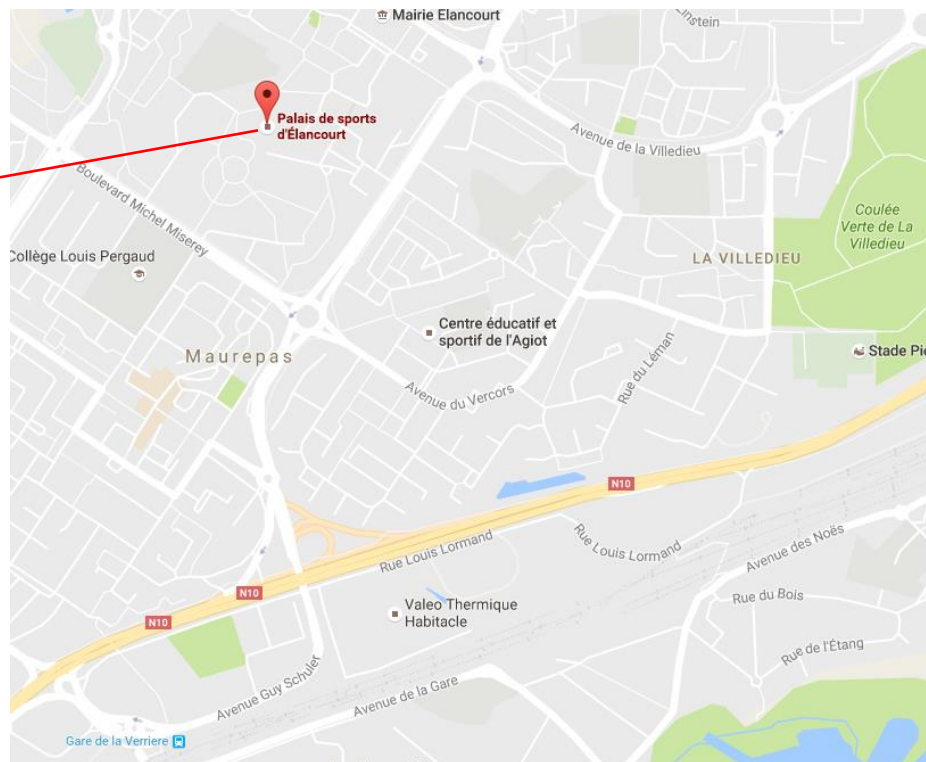 Mairie Elancourt
Einstein
Palais de sports
d'Élancourt
Avenue de la Villedieu
Boulevard Michel Miserey
Coulée
Verte de La
Villedieu
Collège Louis Pergaud
LA VILLEDIEU
Centre éducatif et
sportif de l'Agiot
Maurepas
Stade Pie
Rue du Léman
Avenue du Vercors
N10
Rue Louis Lormand
Rue Louis Lormand
Avenue des Noës
N10
Rue du Bois
Valeo Thermique
Habitacle
N10
Rue de l'Étang
Avenue Guy Schuler
Avenue de la Gare
Gare de la Verriere